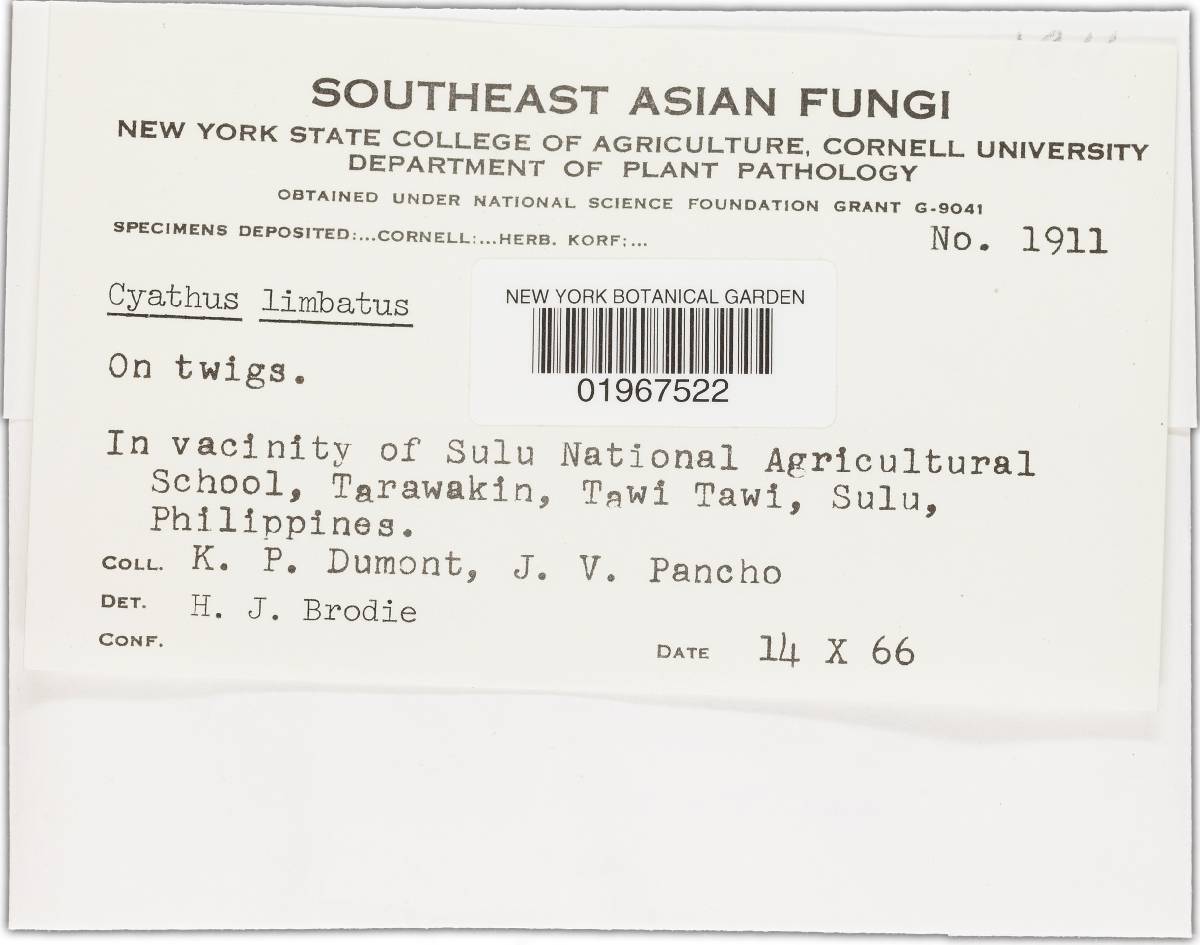 SOUTHEAST ASIAN FUNGI
NEW YORK STATE COLLEGE OF AGRICULTURE, CORNELL UNIVERSITY
DEPARTMENT OF PLANT PATHOLOGY
OBTAINED UNDER NATIONAL SCIENCE FOUNDATION GRANT G-9041
SPECIMENS DEPOSITED:...CORNELL:...HERB. KORF:...
No. 1911
Cyathus limbatus
NEW YORK BOTANICAL GARDEN
01967522
On twigs.
In vacinity of Sulu National Agricultural
School, Tarawakin, Tawi Tawi, Sulu,
Philippines.
COLL. K. P. Dumont, J. V. Pancho
DET. H. J. Brodie
CONF.
DATE 14 X 66